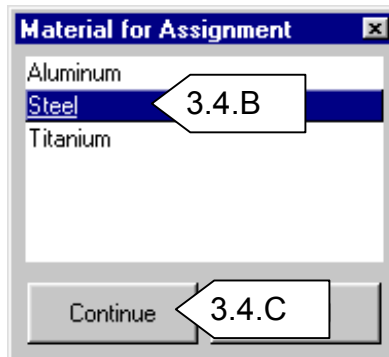 Material for Assignment
Aluminum
Steel 3.4.B
Titanium
Continue 3.4.C